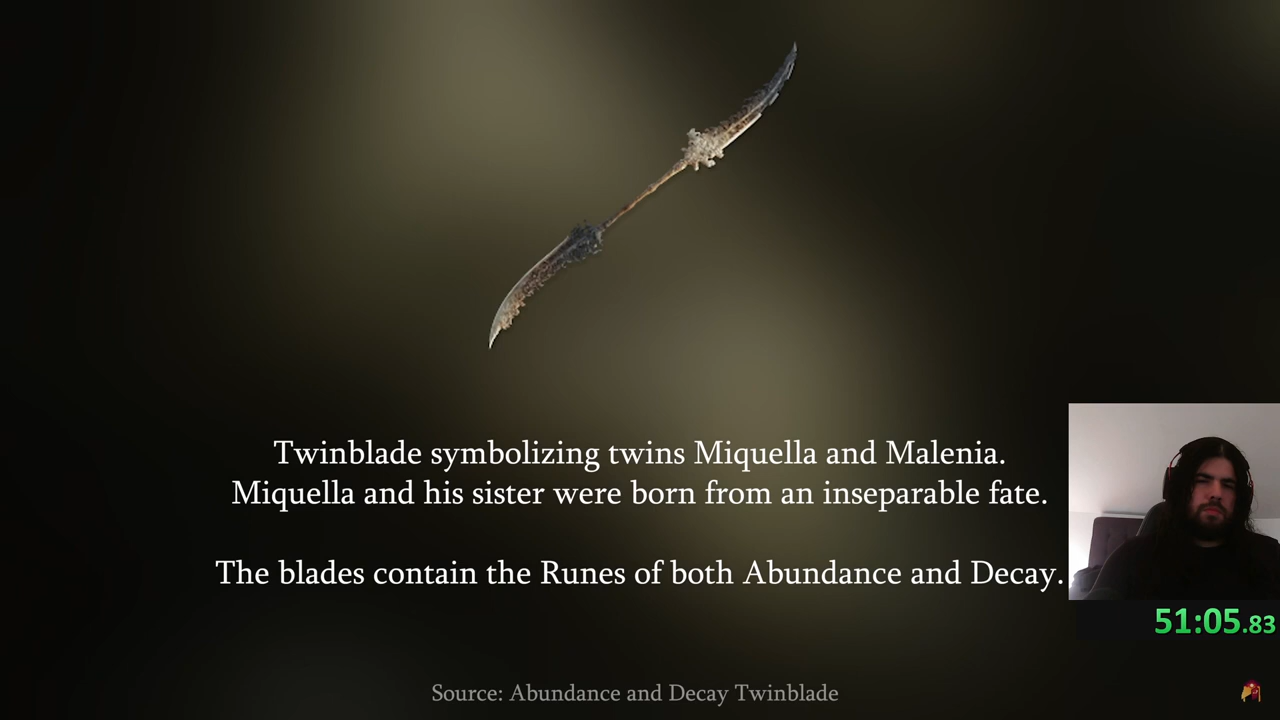 Twinblade symbolizing twins Miquella and Malenia.
Miquella and his sister were born from an inseparable fate.
The blades contain the Runes of both Abundance and Decay.
51:05.83
Source: Abundance and Decay Twinblade